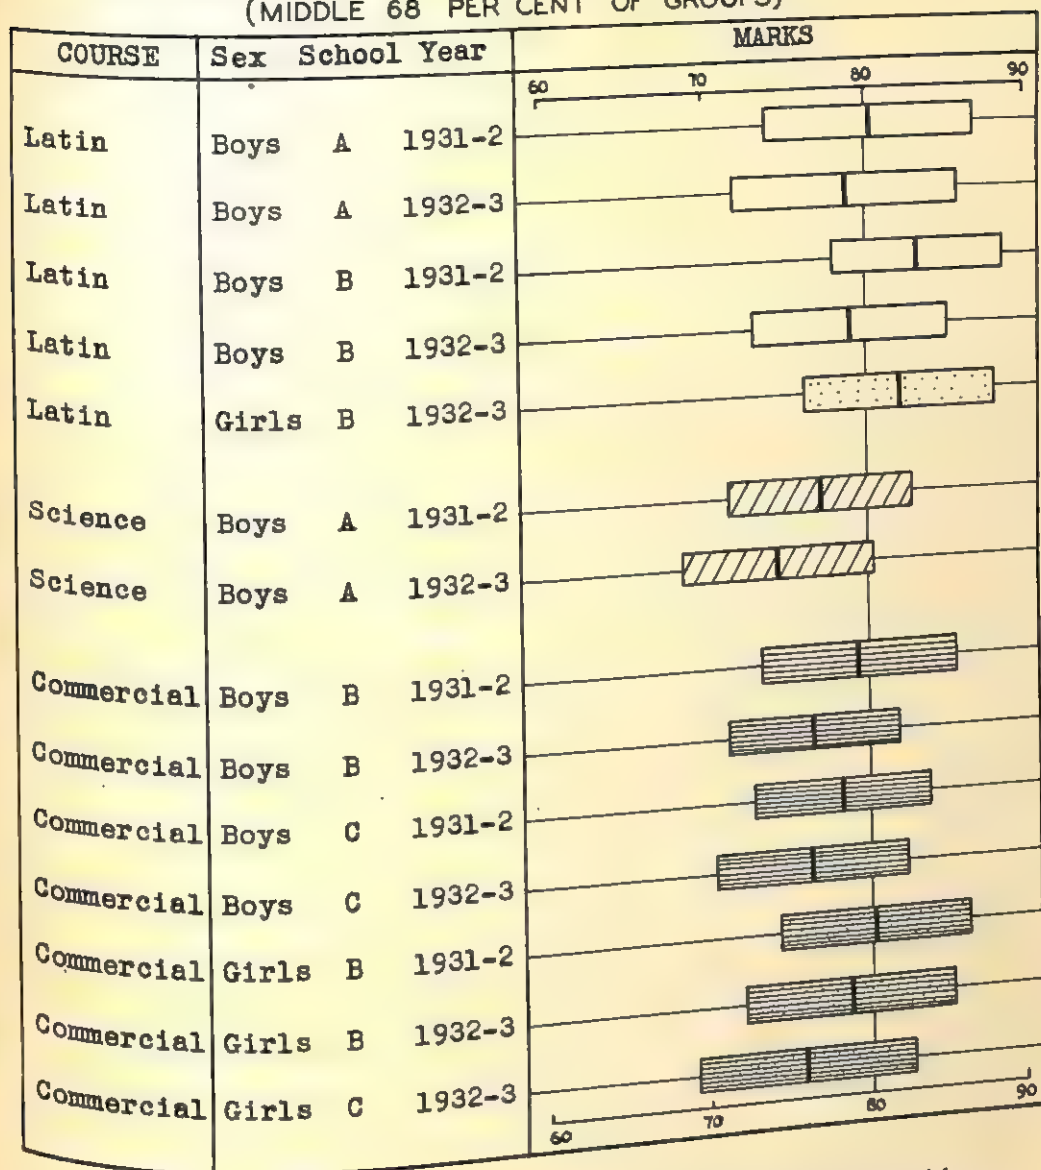 (MIDDLE 68 PER CENT OF GROUPS)
COURSE Sex School Year MARKS
60 70 80 90
Latin Boys A 1931-2
Latin Boys A 1932-3
Latin Boys B 1931-2
Latin Boys B 1932-3
Latin Girls B 1932-3
Science Boys A 1931-2
Science Boys A 1932-3
Commercial Boys B 1931-2
Commercial Boys B 1932-3
Commercial Boys C 1931-2
Commercial Boys C 1932-3
Commercial Girls B 1931-2
Commercial Girls B 1932-3
Commercial Girls C 1932-3
60 70 80 90